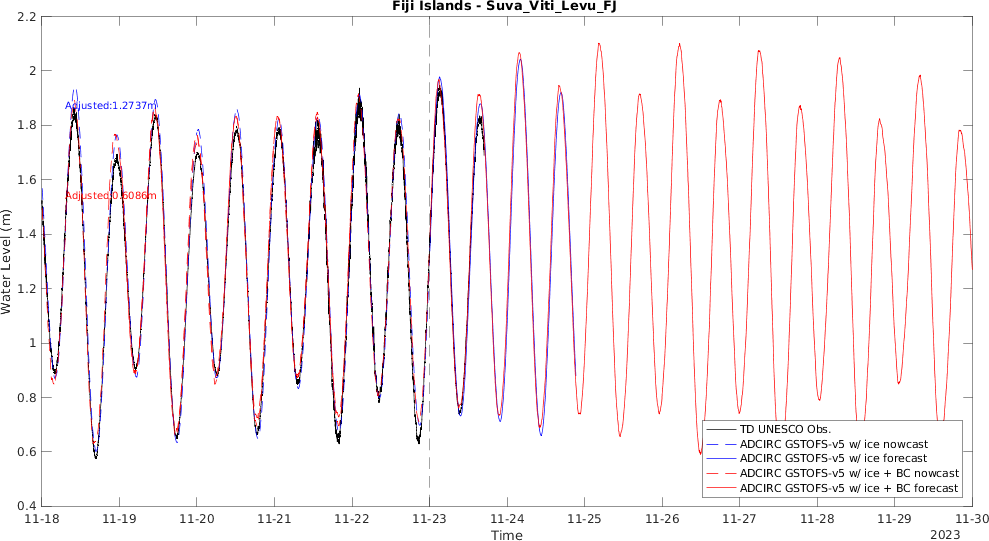 Fiji Islands - Suva_Viti_Levu_FJ
2.2
2
1.8
1.6
1.4
1.2
1
0.8
0.6
0.4
Water Level (m)
Adjusted:1.2737m
Adjusted:0.6086m
TD UNESCO Obs.
ADCIRC GSTOFS-v5 w/ ice nowcast
ADCIRC GSTOFS-v5 w/ ice forecast
ADCIRC GSTOFS-v5 w/ ice + BC nowcast
ADCIRC GSTOFS-v5 w/ ice + BC forecast
11-18 11-19 11-20 11-21 11-22 11-23 11-24 11-25 11-26 11-27 11-28 11-29 11-30
Time
2023